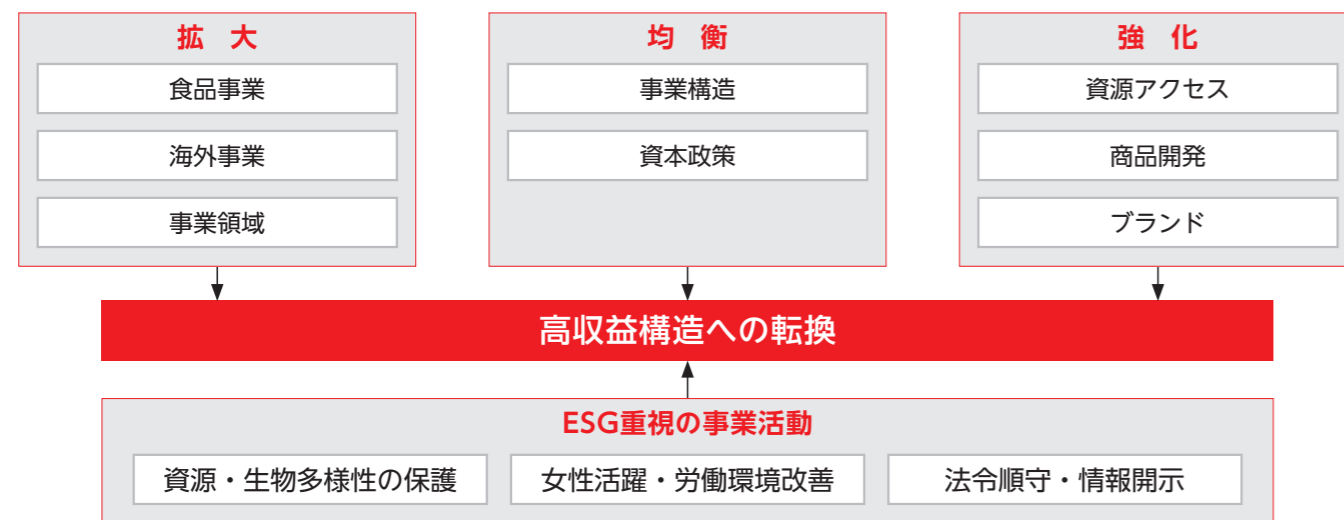 拡　大
食品事業
海外事業
事業領域
均　衡
事業構造
資本政策
強　化
資源アクセス
商品開発
ブランド
高収益構造への転換
ESG重視の事業活動
資源・生物多様性の保護
女性活躍・労働環境改善
法令順守・情報開示